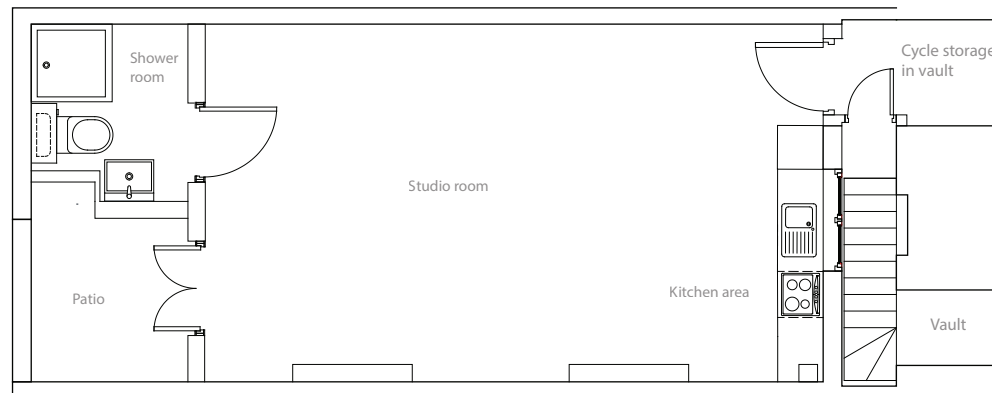 Shower
room
Cycle storage
in vault
Studio room
Kitchen area
Patio
Vault